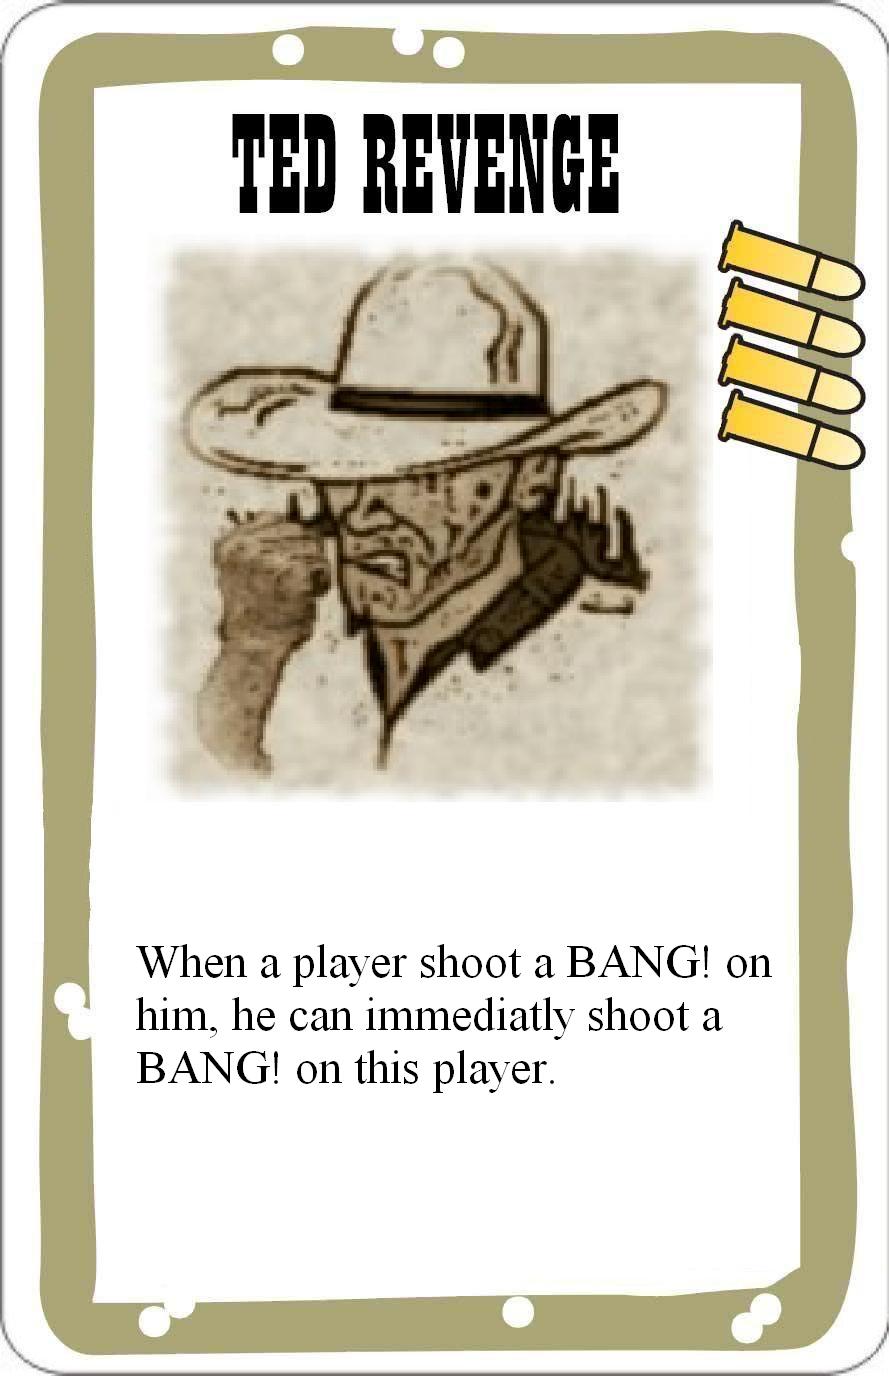 TED REVENGE
When a player shoot a BANG! on
him, he can immediatly shoot a
BANG! on this player.